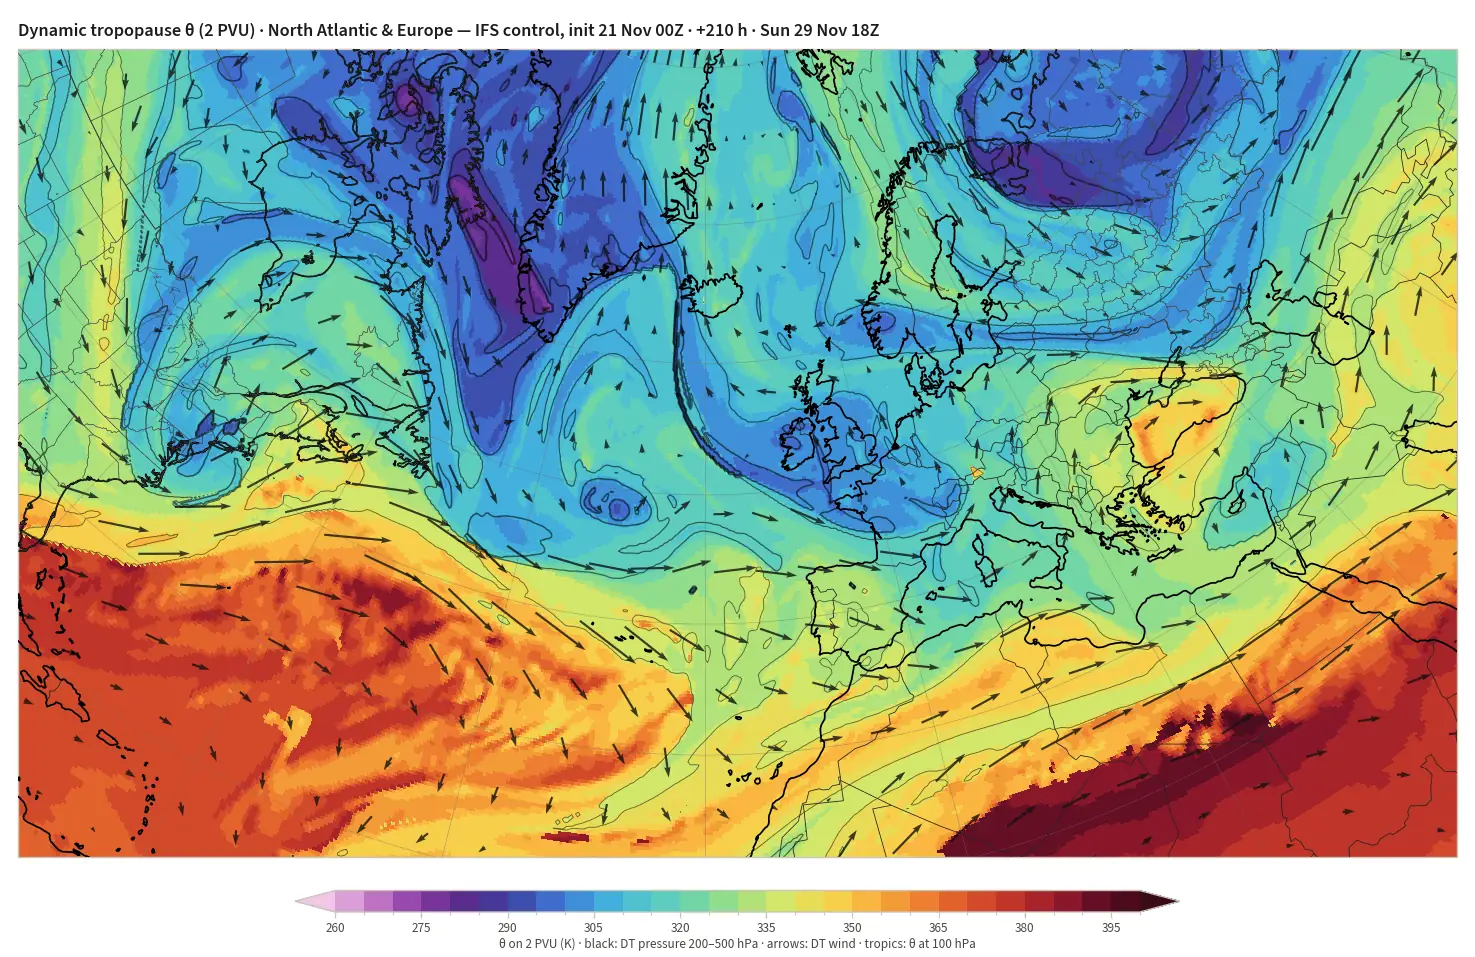 Dynamic tropopause θ (2 PVU) · North Atlantic & Europe — IFS control, init 21 Nov 00Z · +210 h · Sun 29 Nov 18Z
260 275 290 305 320 335 350 365 380 395
θ on 2 PVU (K) · black: DT pressure 200–500 hPa · arrows: DT wind · tropics: θ at 100 hPa